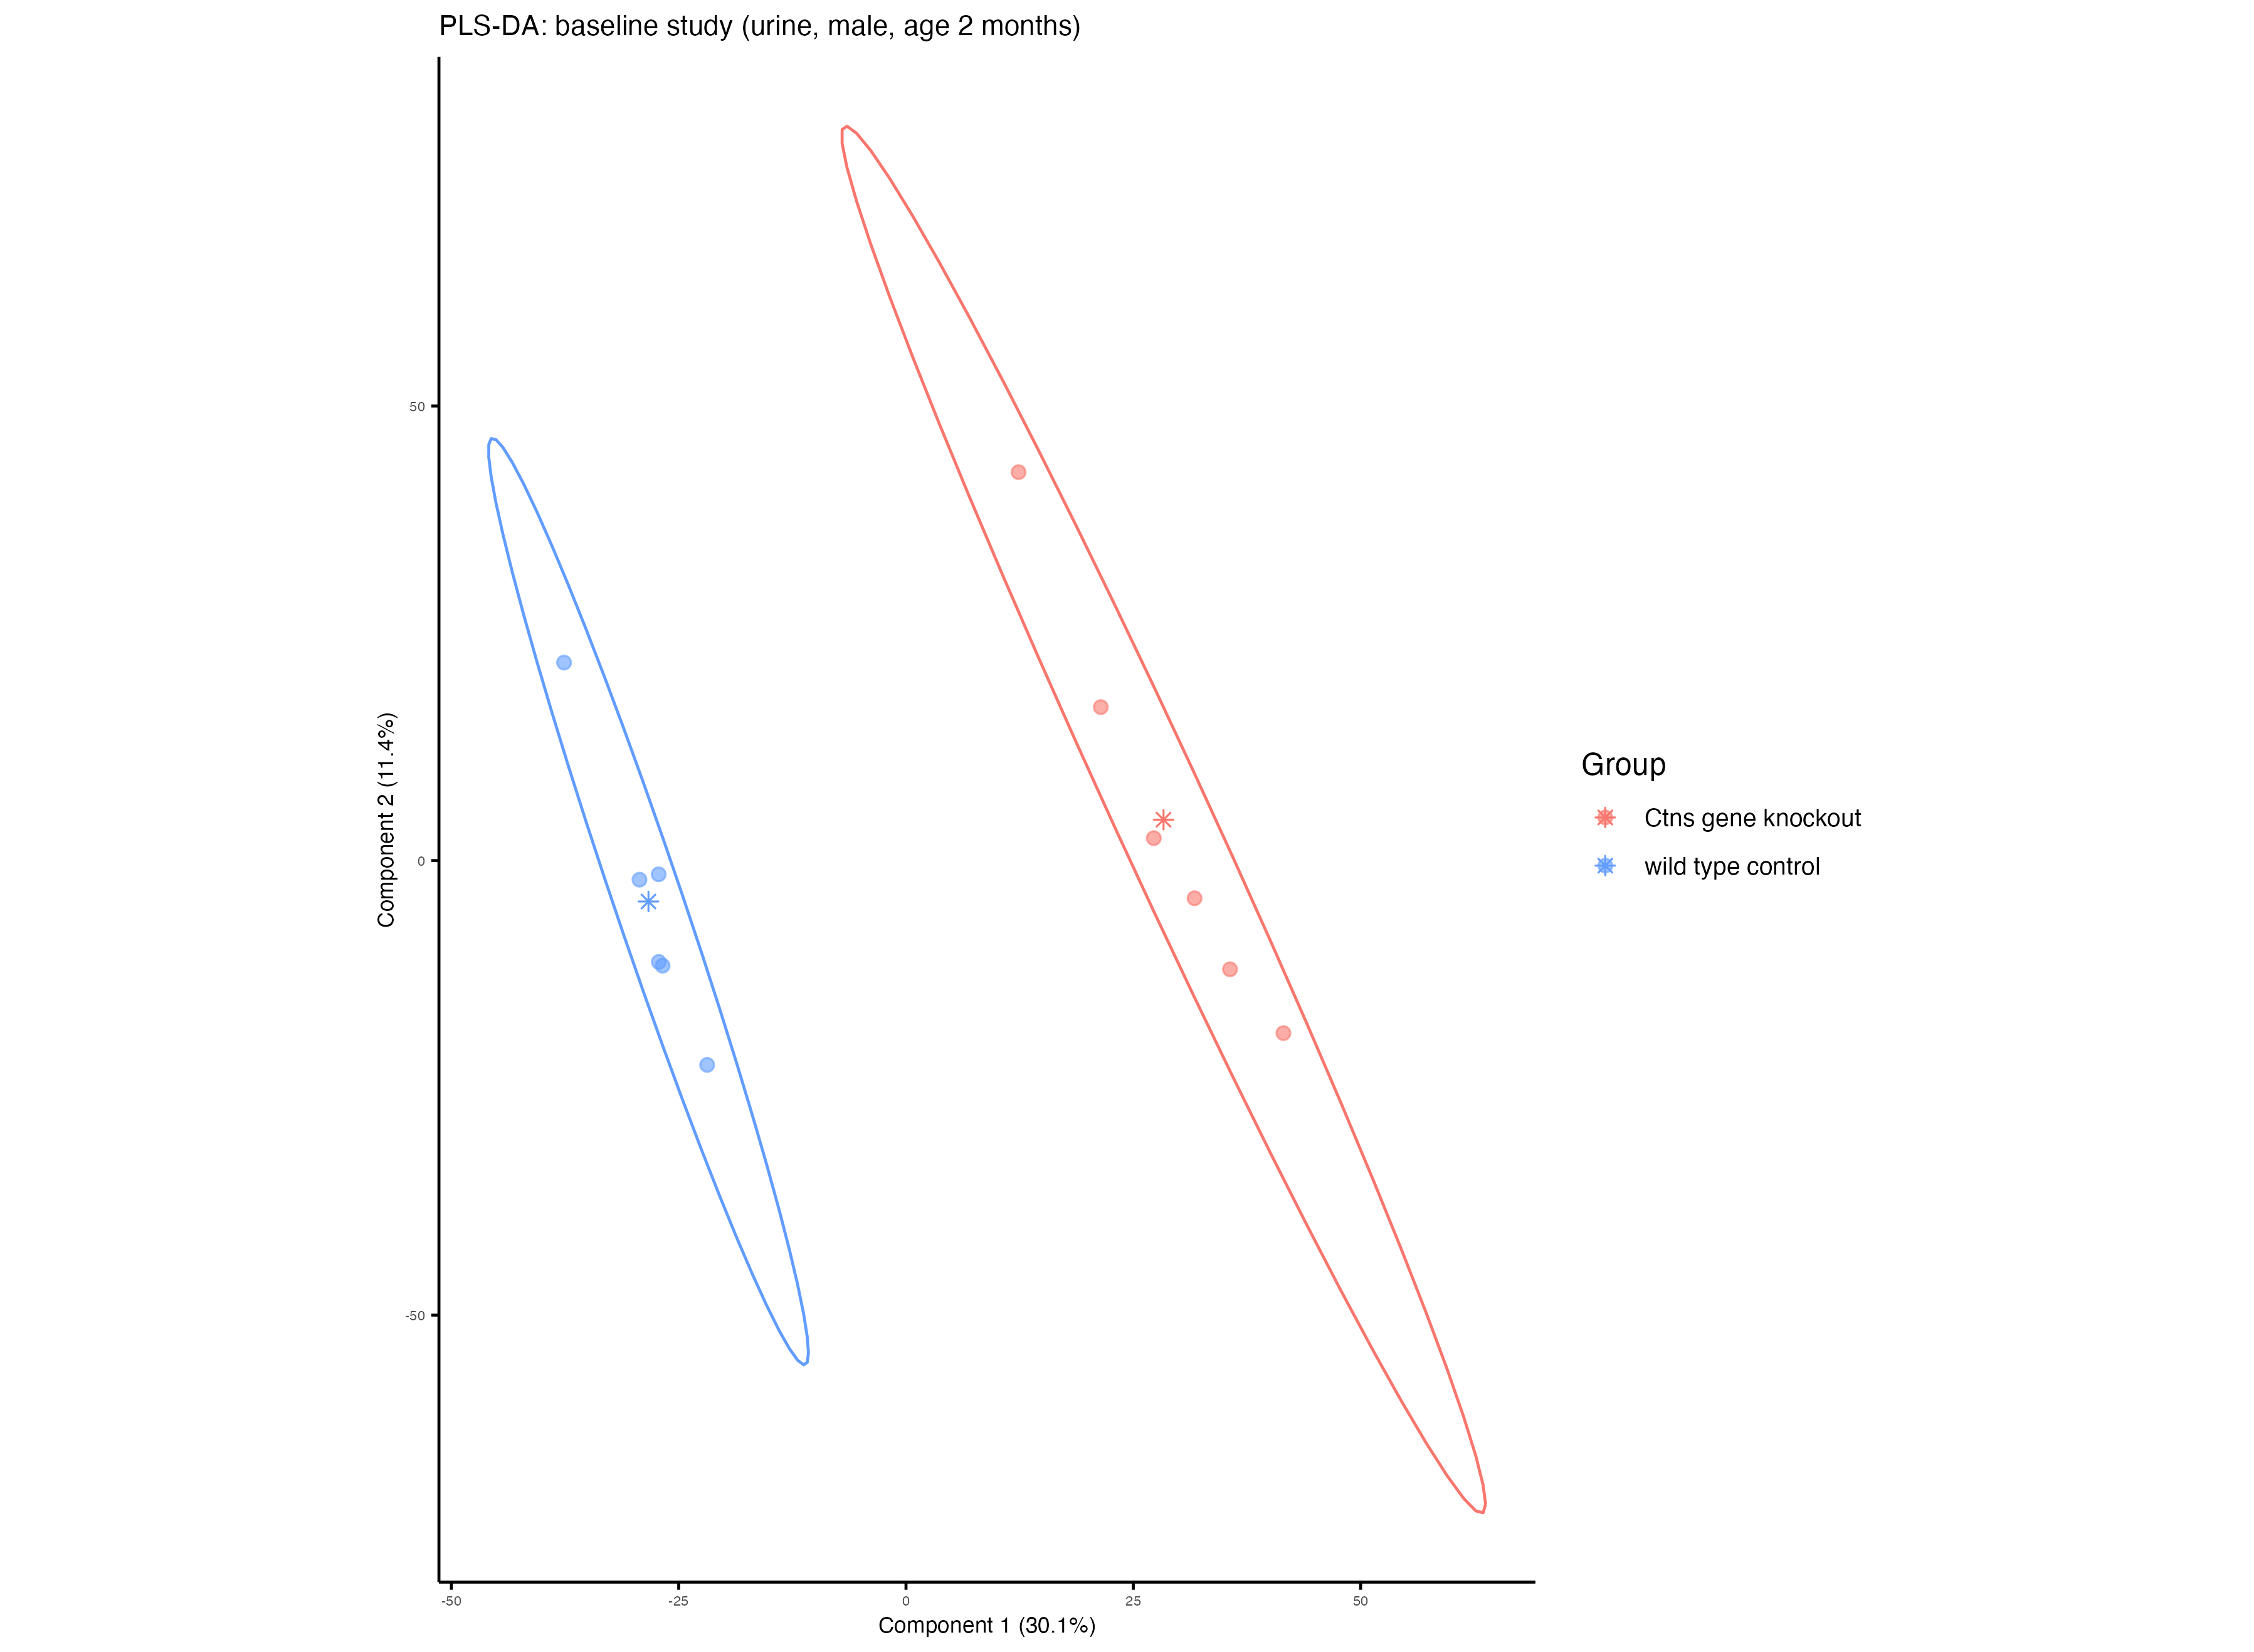 PLS-DA: baseline study (urine, male, age 2 months)
Component 2 (11.4%)
50
0
-50
-50
-25
0
25
50
Component 1 (30.1%)
Group
Ctns gene knockout
wild type control